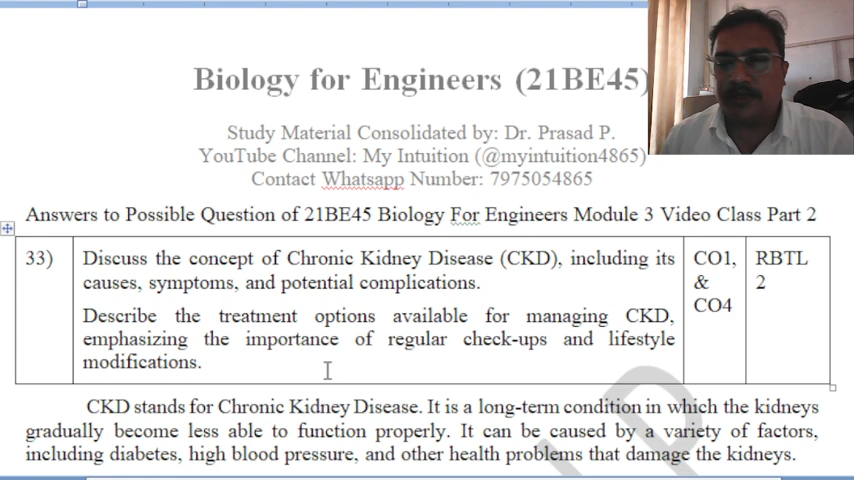 Biology for Engineers (21BE45)
Study Material Consolidated by: Dr. Prasad P.
YouTube Channel: My Intuition (@myintuition4865)
Contact Whatsapp Number: 7975054865
Answers to Possible Question of 21BE45 Biology For Engineers Module 3 Video Class Part 2
33)
Discuss the concept of Chronic Kidney Disease (CKD), including its
causes, symptoms, and potential complications.
Describe the treatment options available for managing CKD,
emphasizing the importance of regular check-ups and lifestyle
modifications.
CO1,
&
CO4
RBTL
2
CKD stands for Chronic Kidney Disease. It is a long-term condition in which the kidneys
gradually become less able to function properly. It can be caused by a variety of factors,
including diabetes, high blood pressure, and other health problems that damage the kidneys.